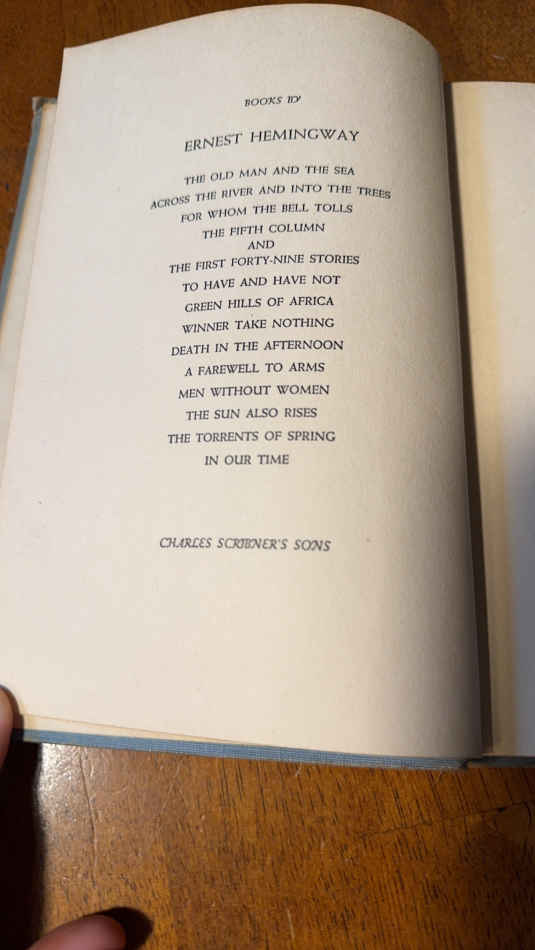 BOOKS BY
ERNEST HEMINGWAY
THE OLD MAN AND THE SEA
ACROSS THE RIVER AND INTO THE TREES
FOR WHOM THE BELL TOLLS
THE FIFTH COLUMN
AND
THE FIRST FORTY-NINE STORIES
TO HAVE AND HAVE NOT
GREEN HILLS OF AFRICA
WINNER TAKE NOTHING
DEATH IN THE AFTERNOON
A FAREWELL TO ARMS
MEN WITHOUT WOMEN
THE SUN ALSO RISES
THE TORRENTS OF SPRING
IN OUR TIME
CHARLES SCRIBNER'S SONS